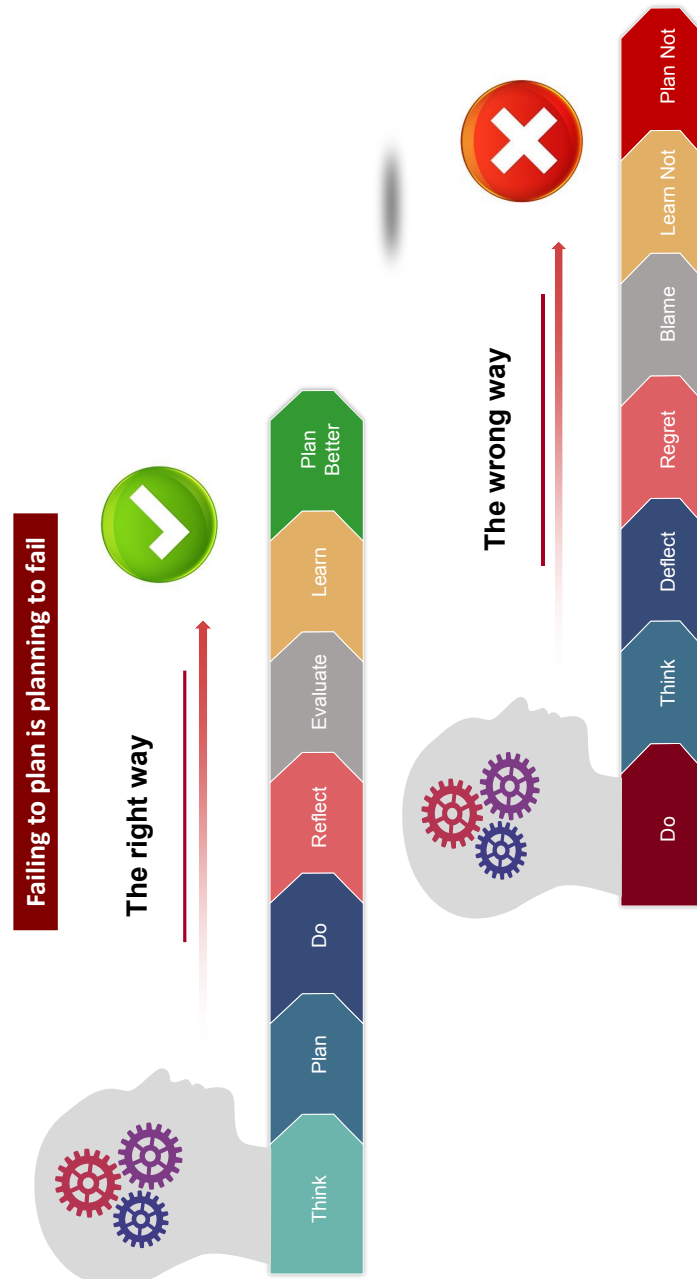 Failing to plan is planning to fail
The right way
Think
Plan
Do
Reflect
Evaluate
Learn
Plan
Better
The wrong way
Do
Think
Deflect
Regret
Blame
Learn Not
Plan Not